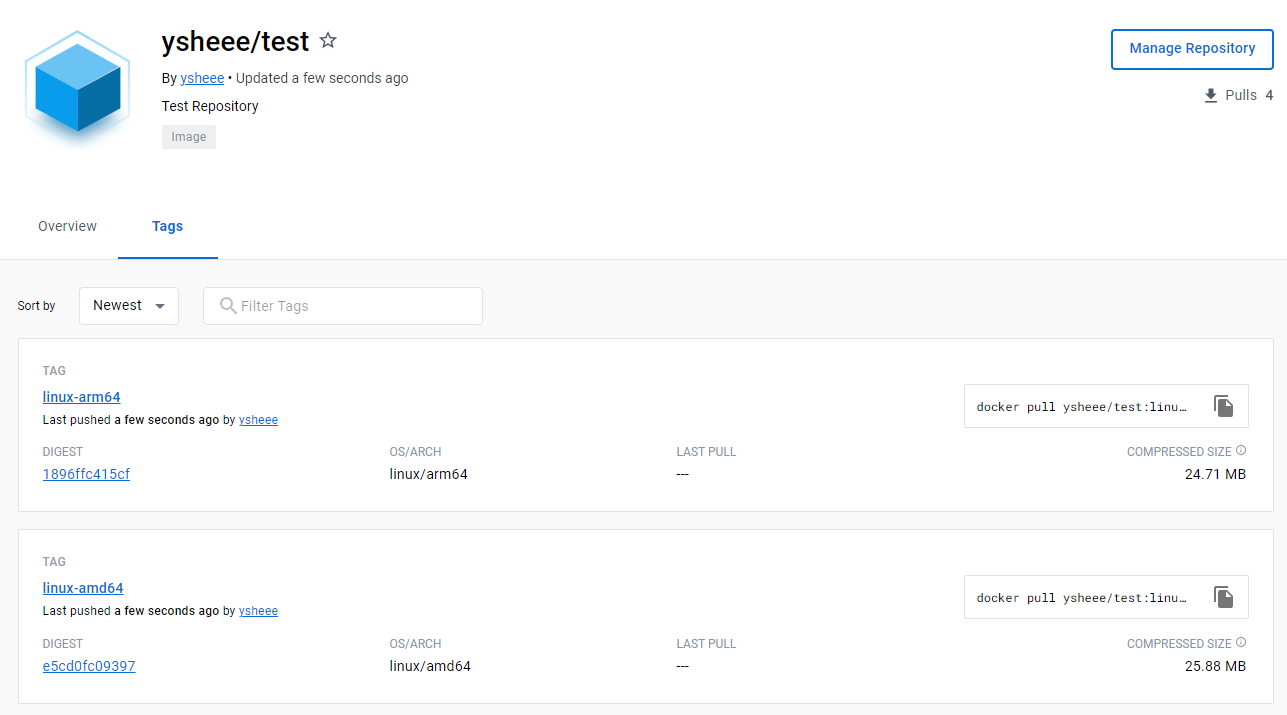 ysheee/test
Manage Repository
By ysheee • Updated a few seconds ago
Pulls 4
Test Repository
Image
Overview
Tags
Sort by
Newest
Filter Tags
TAG
linux-arm64
docker pull ysheee/test:linu…
Last pushed a few seconds ago by ysheee
DIGEST OS/ARCH LAST PULL COMPRESSED SIZE
1896ffc415cf linux/arm64 --- 24.71 MB
TAG
linux-amd64
docker pull ysheee/test:linu…
Last pushed a few seconds ago by ysheee
DIGEST OS/ARCH LAST PULL COMPRESSED SIZE
e5cd0fc09397 linux/amd64 --- 25.88 MB